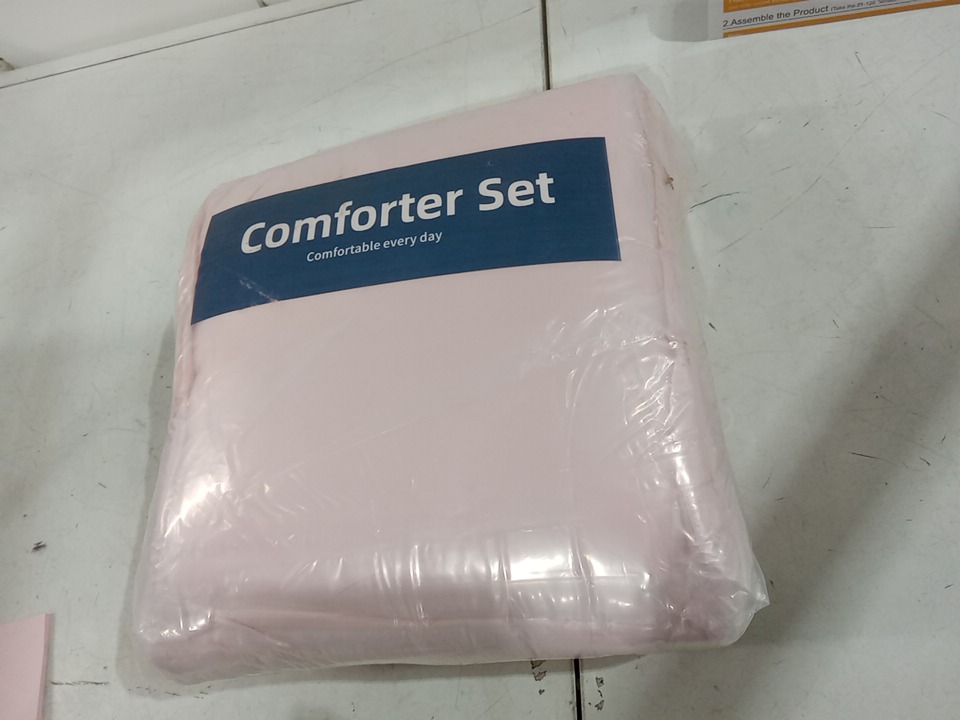 2.Assemble the Product
Comforter Set
Comfortable every day